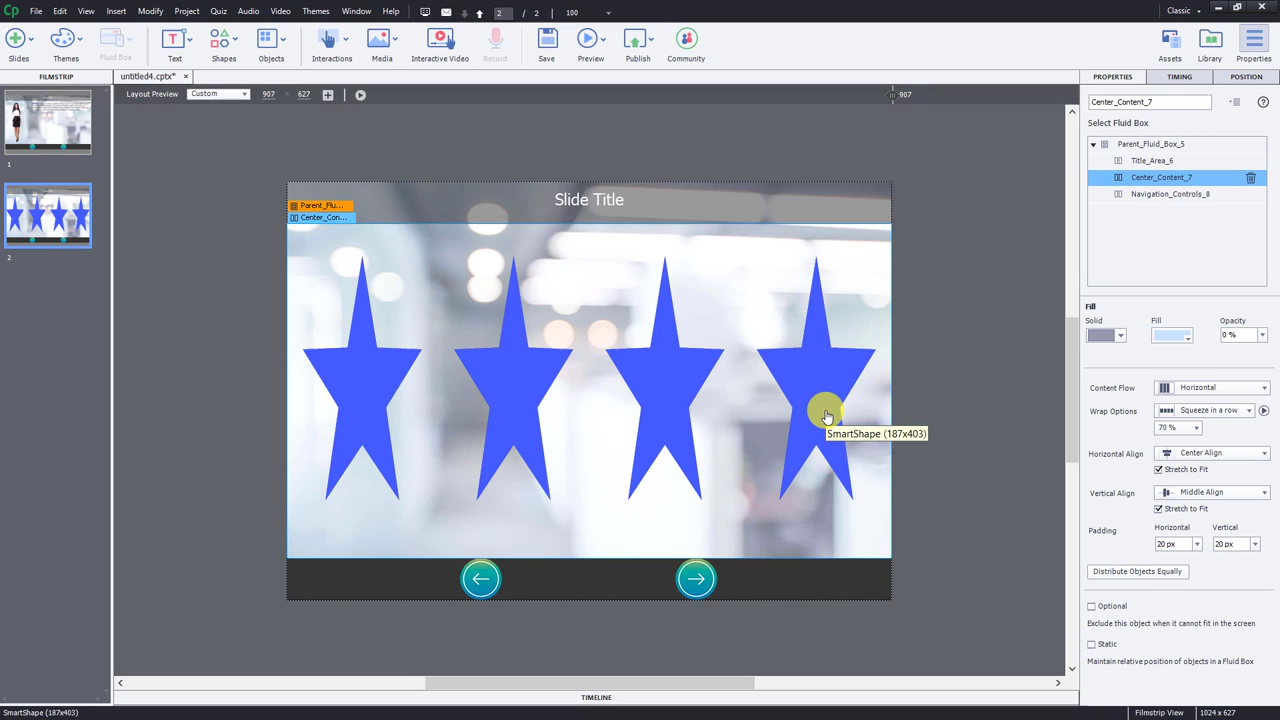 Cp File Edit View Insert Modify Project Quiz Audio Video Themes Window Help 2 / 2 100 Classic
Slides Themes Fluid Box Text Shapes Objects Interactions Media Interactive Video Record Save Preview Publish Community Assets Library Properties
FILMSTRIP untitled4.cptx* × PROPERTIES TIMING POSITION
Layout Preview Custom 907 × 627 907
Center_Content_7
Select Fluid Box
Parent_Fluid_Box_5
Title_Area_6
Center_Content_7
Navigation_Controls_8
1
2
Slide Title
Parent_Flu...
Center_Con...
SmartShape (187x403)
Fill
Solid Fill Opacity
0 %
Content Flow Horizontal
Wrap Options Squeeze in a row
70 %
Horizontal Align Center Align
Stretch to Fit
Vertical Align Middle Align
Stretch to Fit
Padding Horizontal Vertical
20 px 20 px
Distribute Objects Equally
Optional
Exclude this object when it cannot fit in the screen
Static
Maintain relative position of objects in a Fluid Box
TIMELINE
SmartShape (187x403) Filmstrip View 1024 x 627